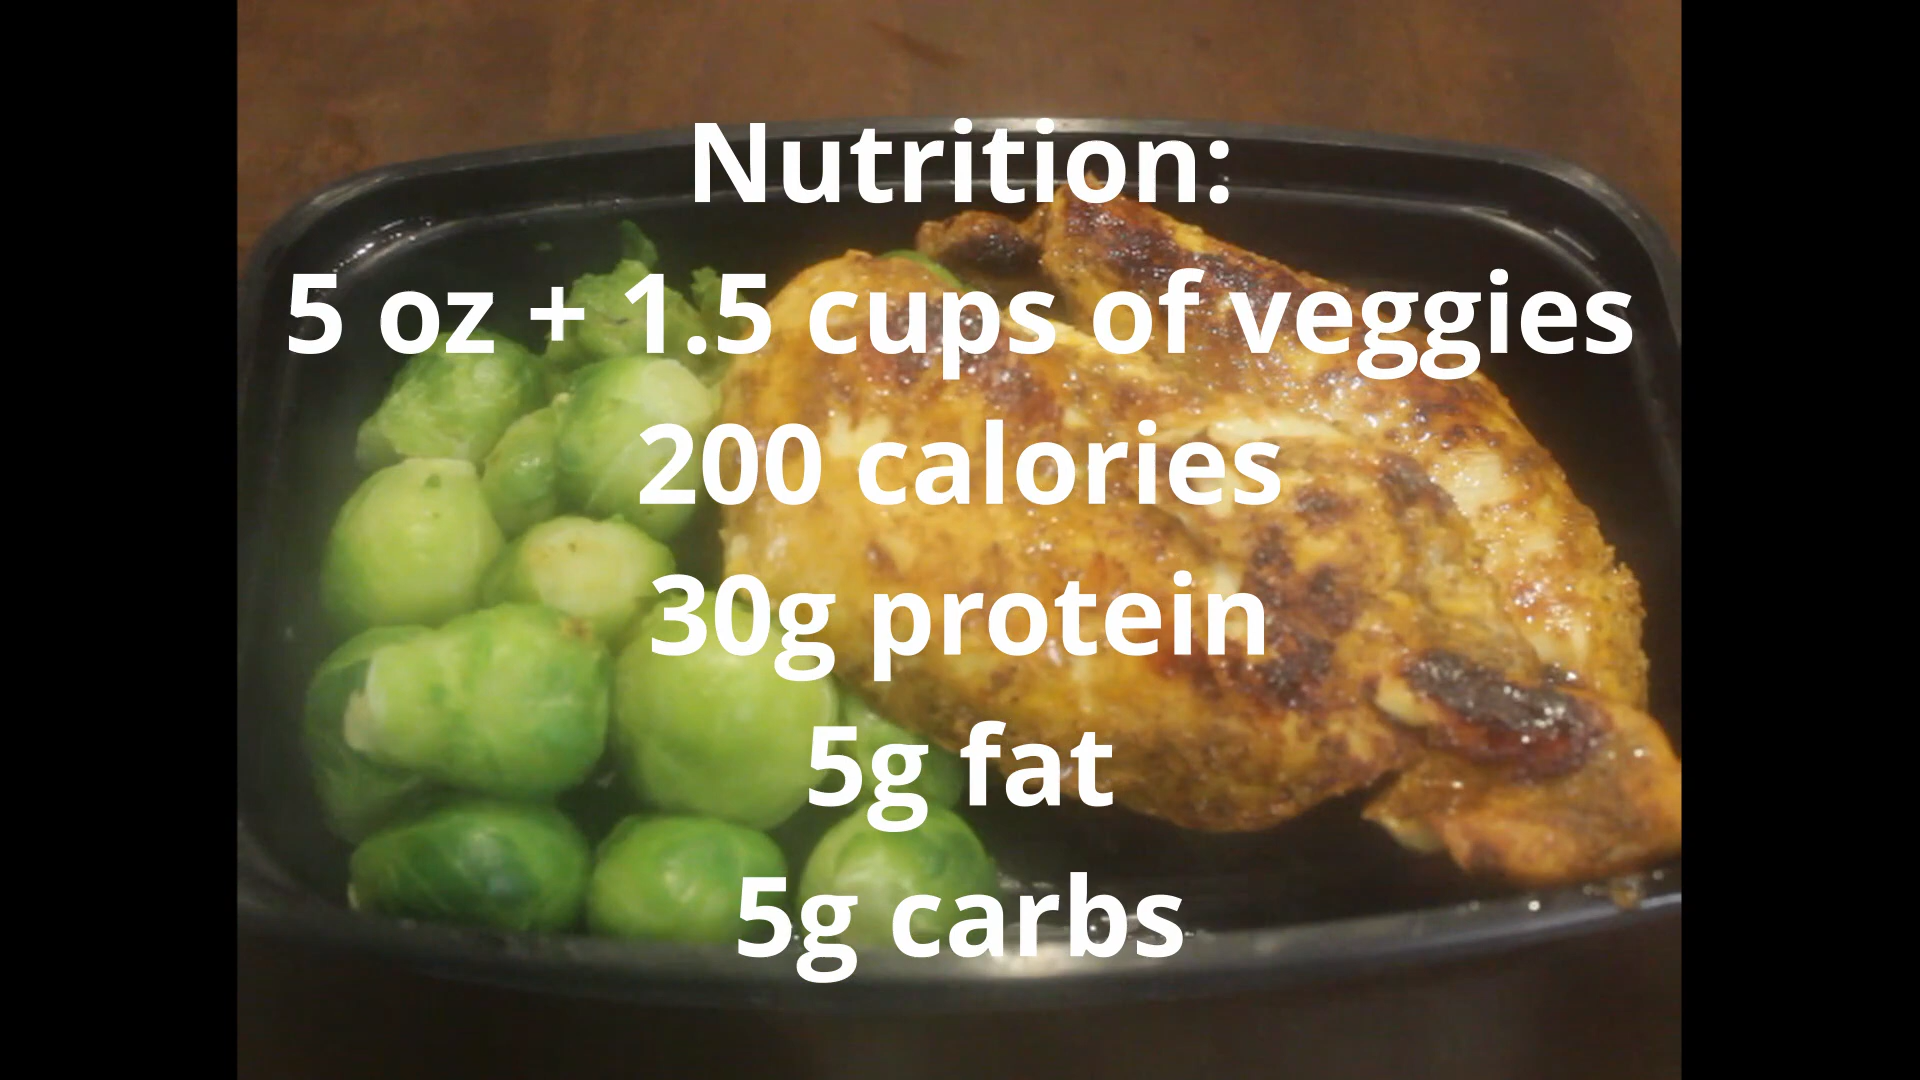 Nutrition:
5 oz + 1.5 cups of veggies
200 calories
30g protein
5g fat
5g carbs